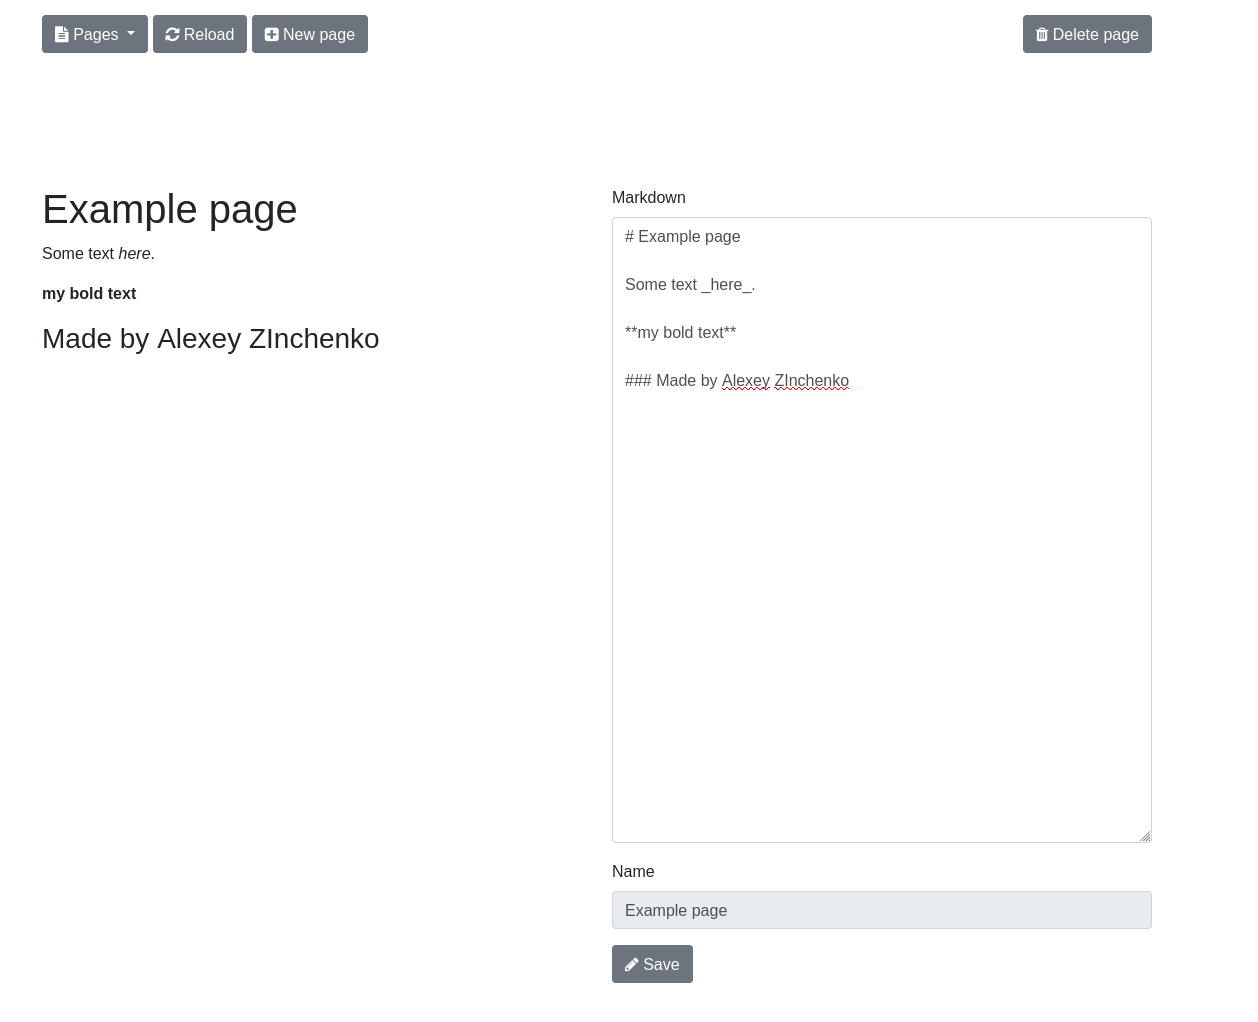 Pages Reload New page Delete page
Example page
Some text here.
my bold text
Made by Alexey ZInchenko
Markdown
# Example page
Some text _here_.
**my bold text**
### Made by Alexey ZInchenko
Name
Example page
Save